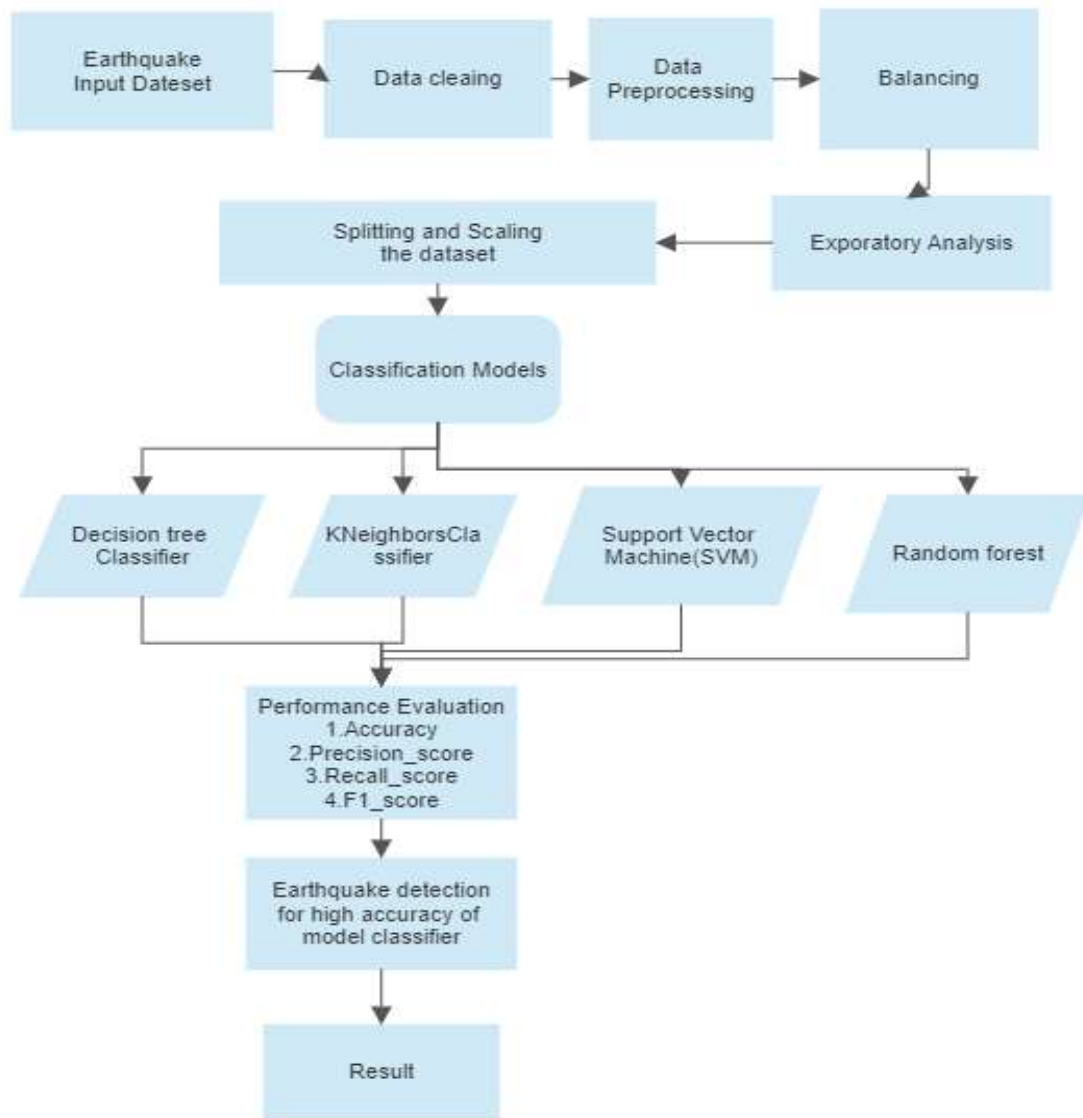 Earthquake
Input Dateset
Data cleaing
Data
Preprocessing
Balancing
Exporatory Analysis
Splitting and Scaling
the dataset
Classification Models
Decision tree
Classifier
KNeighborsCla
ssifier
Support Vector
Machine(SVM)
Random forest
Performance Evaluation
1.Accuracy
2.Precision_score
3.Recall_score
4.F1_score
Earthquake detection
for high accuracy of
model classifier
Result